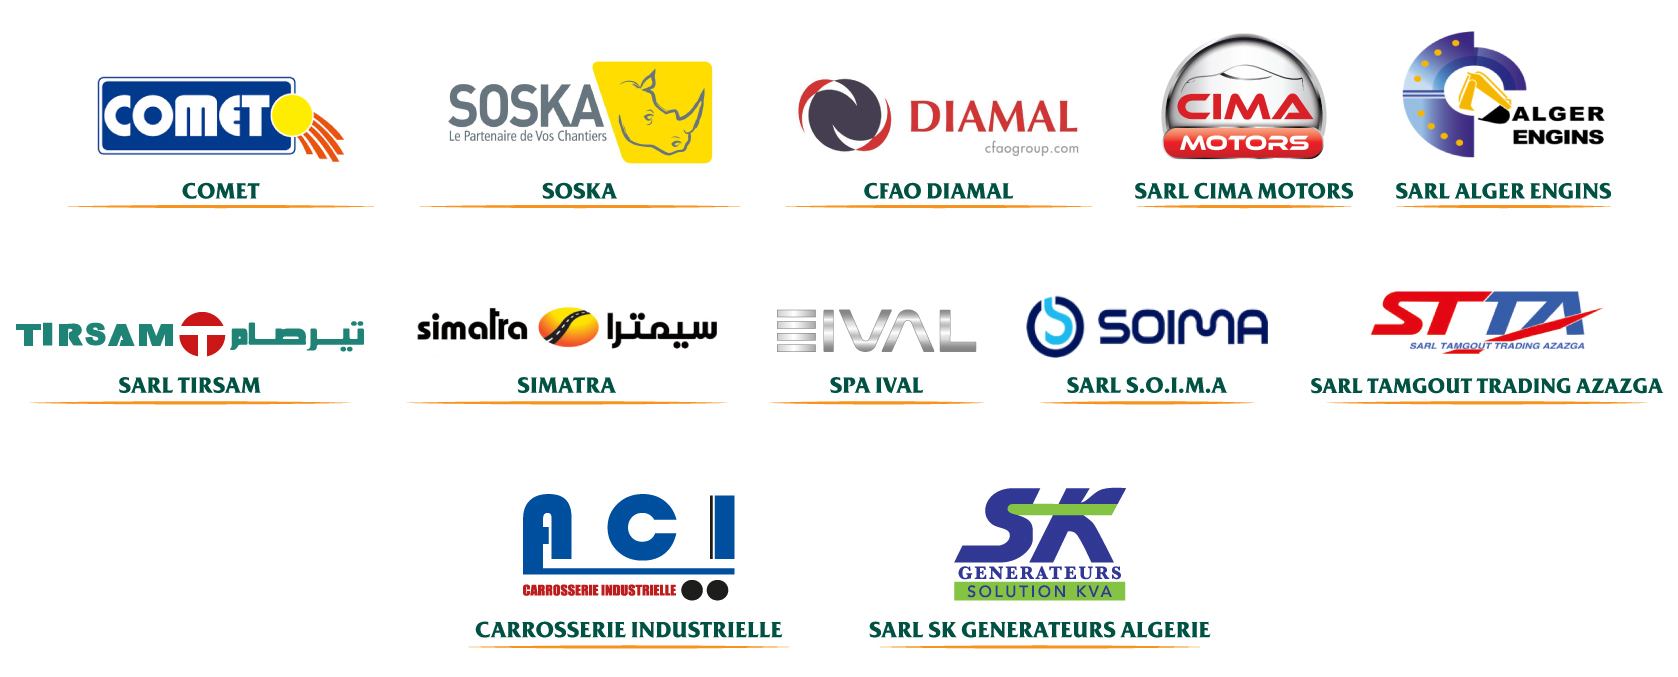 COMET
COMET
SOSKA
Le Partenaire de Vos Chantiers
SOSKA
DIAMAL
cfaogroup.com
CFAO DIAMAL
CIMA
MOTORS
SARL CIMA MOTORS
ALGER
ENGINS
SARL ALGER ENGINS
TIRSAM T تيرصام
SARL TIRSAM
simatra سيمترا
SIMATRA
IVAL
SPA IVAL
SOIMA
SARL S.O.I.M.A
STTA
SARL TAMGOUT TRADING AZAZGA
SARL TAMGOUT TRADING AZAZGA
ACI
CARROSSERIE INDUSTRIELLE
CARROSSERIE INDUSTRIELLE
SK
GENERATEURS
SOLUTION KVA
SARL SK GENERATEURS ALGERIE